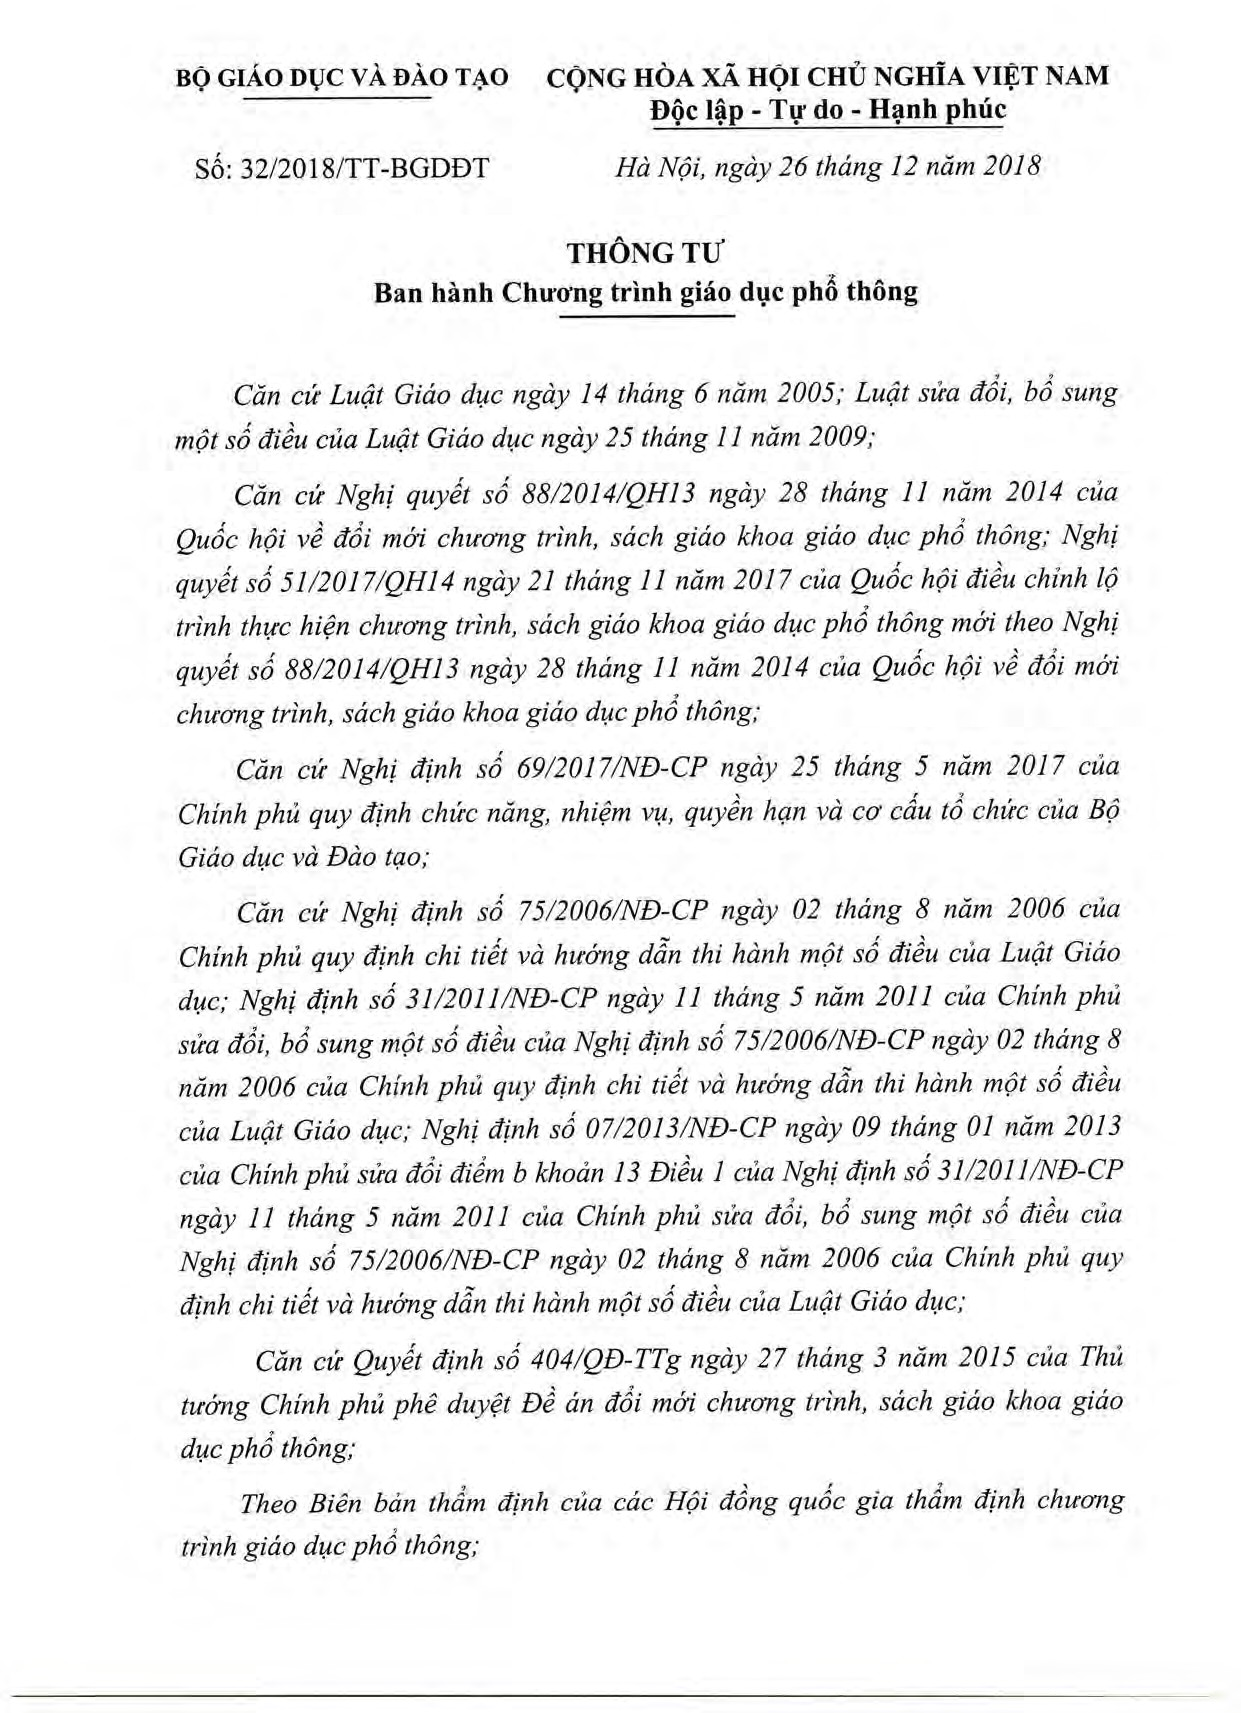 BỘ GIÁO DỤC VÀ ĐÀO TẠO
CỘNG HÒA XÃ HỘI CHỦ NGHĨA VIỆT NAM
Độc lập - Tự do - Hạnh phúc
Số: 32/2018/TT-BGDĐT
Hà Nội, ngày 26 tháng 12 năm 2018
THÔNG TƯ
Ban hành Chương trình giáo dục phổ thông
Căn cứ Luật Giáo dục ngày 14 tháng 6 năm 2005; Luật sửa đổi, bổ sung
một số điều của Luật Giáo dục ngày 25 tháng 11 năm 2009;
Căn cứ Nghị quyết số 88/2014/QH13 ngày 28 tháng 11 năm 2014 của
Quốc hội về đổi mới chương trình, sách giáo khoa giáo dục phổ thông; Nghị
quyết số 51/2017/QH14 ngày 21 tháng 11 năm 2017 của Quốc hội điều chỉnh lộ
trình thực hiện chương trình, sách giáo khoa giáo dục phổ thông mới theo Nghị
quyết số 88/2014/QH13 ngày 28 tháng 11 năm 2014 của Quốc hội về đổi mới
chương trình, sách giáo khoa giáo dục phổ thông;
Căn cứ Nghị định số 69/2017/NĐ-CP ngày 25 tháng 5 năm 2017 của
Chính phủ quy định chức năng, nhiệm vụ, quyền hạn và cơ cấu tổ chức của Bộ
Giáo dục và Đào tạo;
Căn cứ Nghị định số 75/2006/NĐ-CP ngày 02 tháng 8 năm 2006 của
Chính phủ quy định chi tiết và hướng dẫn thi hành một số điều của Luật Giáo
dục; Nghị định số 31/2011/NĐ-CP ngày 11 tháng 5 năm 2011 của Chính phủ
sửa đổi, bổ sung một số điều của Nghị định số 75/2006/NĐ-CP ngày 02 tháng 8
năm 2006 của Chính phủ quy định chi tiết và hướng dẫn thi hành một số điều
của Luật Giáo dục; Nghị định số 07/2013/NĐ-CP ngày 09 tháng 01 năm 2013
của Chính phủ sửa đổi điểm b khoản 13 Điều 1 của Nghị định số 31/2011/NĐ-CP
ngày 11 tháng 5 năm 2011 của Chính phủ sửa đổi, bổ sung một số điều của
Nghị định số 75/2006/NĐ-CP ngày 02 tháng 8 năm 2006 của Chính phủ quy
định chi tiết và hướng dẫn thi hành một số điều của Luật Giáo dục;
Căn cứ Quyết định số 404/QĐ-TTg ngày 27 tháng 3 năm 2015 của Thủ
tướng Chính phủ phê duyệt Đề án đổi mới chương trình, sách giáo khoa giáo
dục phổ thông;
Theo Biên bản thẩm định của các Hội đồng quốc gia thẩm định chương
trình giáo dục phổ thông;